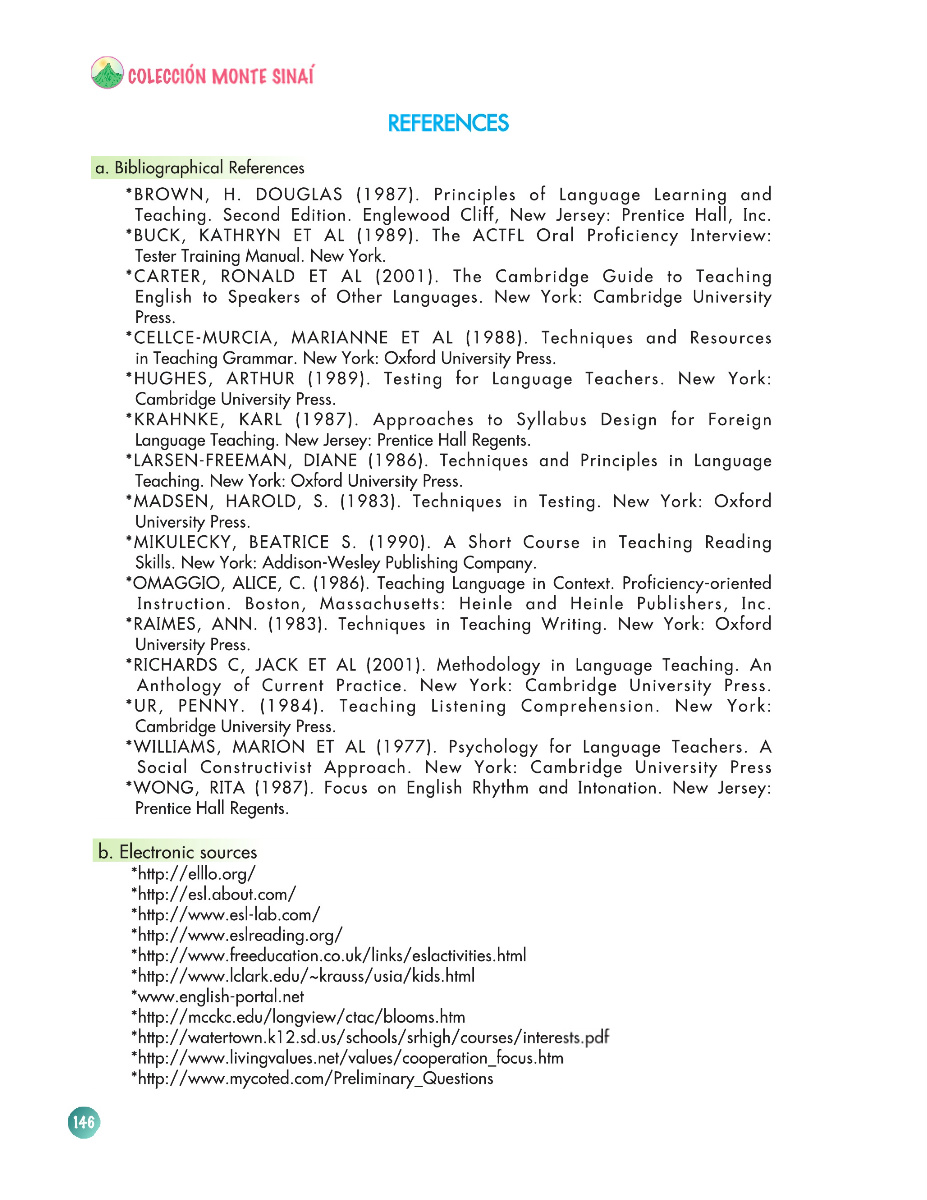 COLECCIÓN MONTE SINAÍ
REFERENCES
a. Bibliographical References
*BROWN, H. DOUGLAS (1987). Principles of Language Learning and
Teaching. Second Edition. Englewood Cliff, New Jersey: Prentice Hall, Inc.
*BUCK, KATHRYN ET AL (1989). The ACTFL Oral Proficiency Interview:
Tester Training Manual. New York.
*CARTER, RONALD ET AL (2001). The Cambridge Guide to Teaching
English to Speakers of Other Languages. New York: Cambridge University
Press.
*CELLCE-MURCIA, MARIANNE ET AL (1988). Techniques and Resources
in Teaching Grammar. New York: Oxford University Press.
*HUGHES, ARTHUR (1989). Testing for Language Teachers. New York:
Cambridge University Press.
*KRAHNKE, KARL (1987). Approaches to Syllabus Design for Foreign
Language Teaching. New Jersey: Prentice Hall Regents.
*LARSEN-FREEMAN, DIANE (1986). Techniques and Principles in Language
Teaching. New York: Oxford University Press.
*MADSEN, HAROLD, S. (1983). Techniques in Testing. New York: Oxford
University Press.
*MIKULECKY, BEATRICE S. (1990). A Short Course in Teaching Reading
Skills. New York: Addison-Wesley Publishing Company.
*OMAGGIO, ALICE, C. (1986). Teaching Language in Context. Proficiency-oriented
Instruction. Boston, Massachusetts: Heinle and Heinle Publishers, Inc.
*RAIMES, ANN. (1983). Techniques in Teaching Writing. New York: Oxford
University Press.
*RICHARDS C, JACK ET AL (2001). Methodology in Language Teaching. An
Anthology of Current Practice. New York: Cambridge University Press.
*UR, PENNY. (1984). Teaching Listening Comprehension. New York:
Cambridge University Press.
*WILLIAMS, MARION ET AL (1977). Psychology for Language Teachers. A
Social Constructivist Approach. New York: Cambridge University Press
*WONG, RITA (1987). Focus on English Rhythm and Intonation. New Jersey:
Prentice Hall Regents.
b. Electronic sources
*http://elllo.org/
*http://esl.about.com/
*http://www.esl-lab.com/
*http://www.eslreading.org/
*http://www.freeducation.co.uk/links/eslactivities.html
*http://www.lclark.edu/~krauss/usia/kids.html
*www.english-portal.net
*http://mcckc.edu/longview/ctac/blooms.htm
*http://watertown.k12.sd.us/schools/srhigh/courses/interests.pdf
*http://www.livingvalues.net/values/cooperation_focus.htm
*http://www.mycoted.com/Preliminary_Questions
146